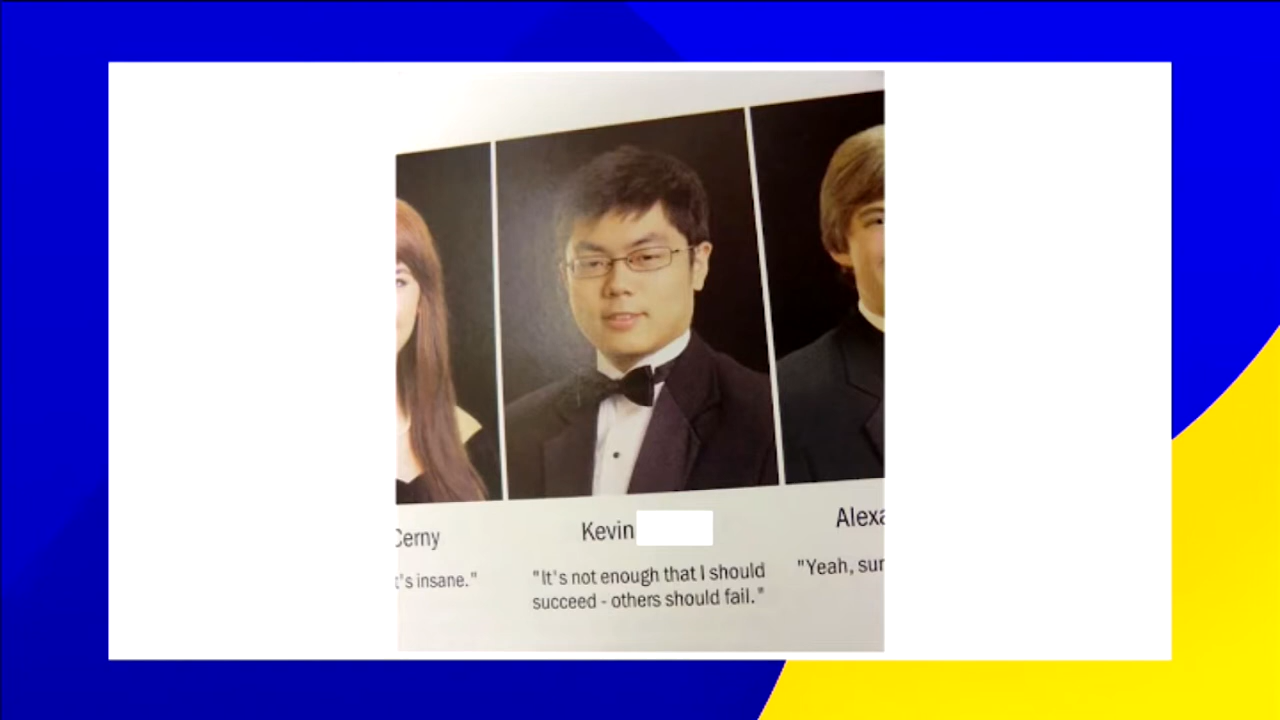 Cerny
t's insane."
Kevin
"It's not enough that I should
succeed - others should fail."
Alexa
"Yeah, sur